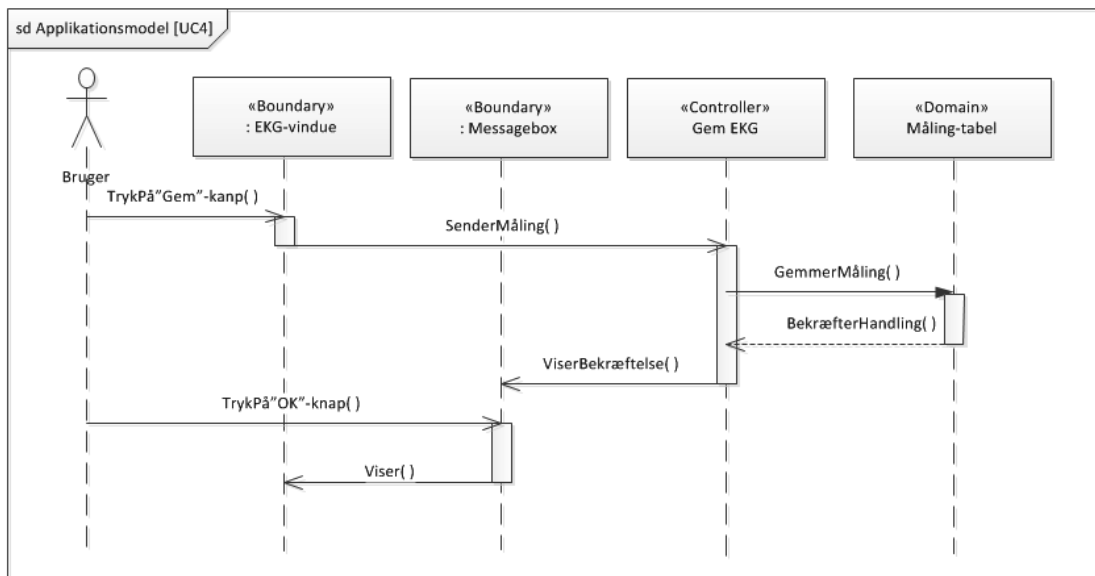 sd Applikationsmodel [UC4]
«Boundary»
: EKG-vindue
«Boundary»
: Messagebox
«Controller»
Gem EKG
«Domain»
Måling-tabel
Bruger
TrykPå”Gem”-kanp( )
SenderMåling( )
GemmerMåling( )
BekræfterHandling( )
ViserBekræftelse( )
TrykPå”OK”-knap( )
Viser( )